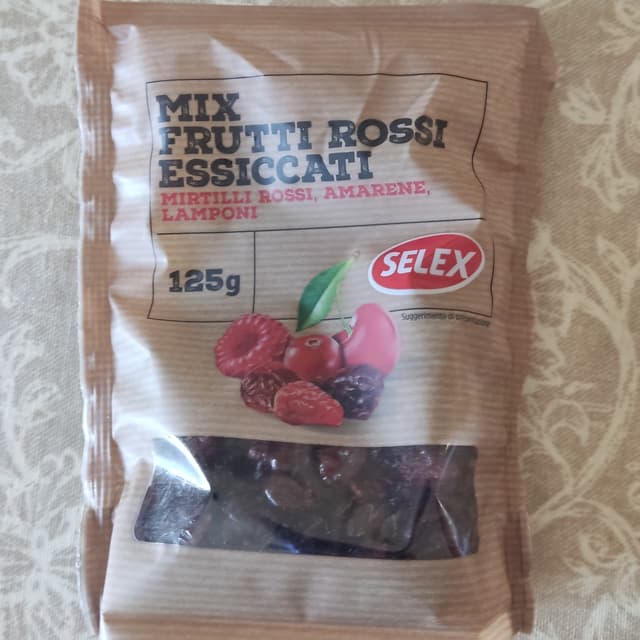 MIX
FRUTTI ROSSI
ESSICCATI
MIRTILLI ROSSI, AMARENE,
LAMPONI
125g
SELEX
Suggerimento di presentazione